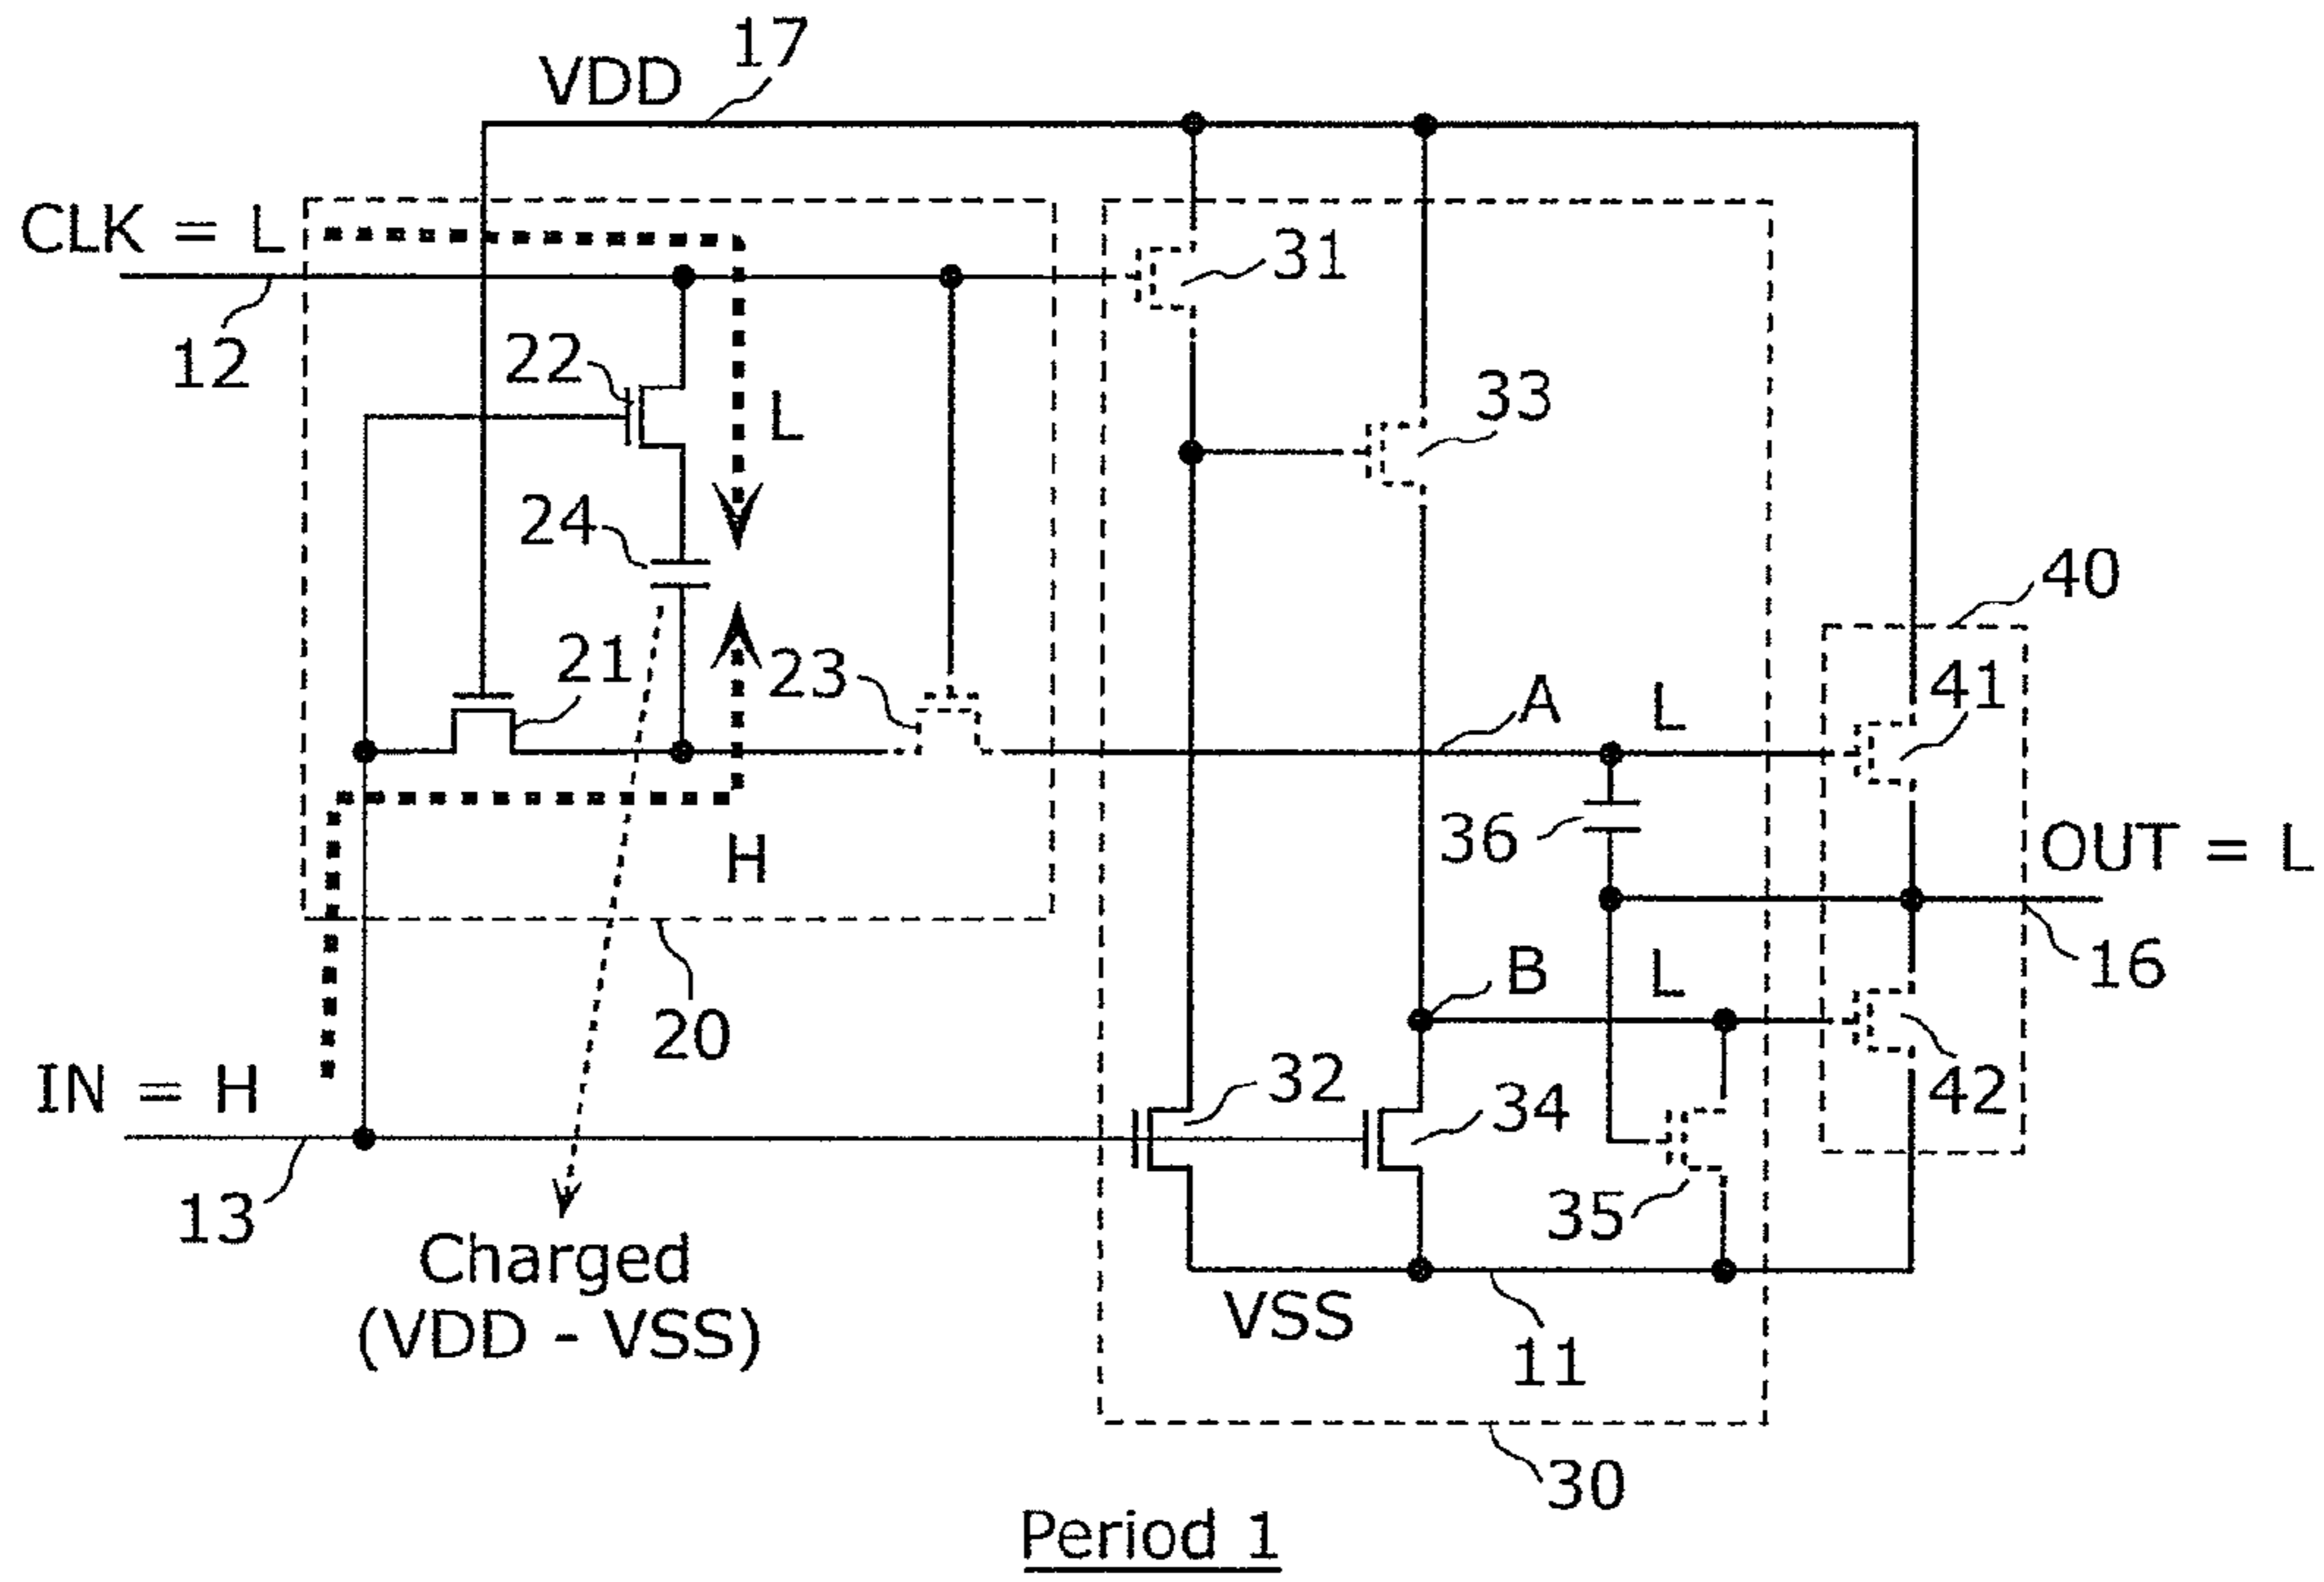 17
VDD
CLK = L
12
22
L
31
33
24
21
23
40
A
L
41
36
H
OUT = L
B
L
16
20
IN = H
32
34
42
13
35
Charged
(VDD - VSS)
VSS
11
30
Period 1